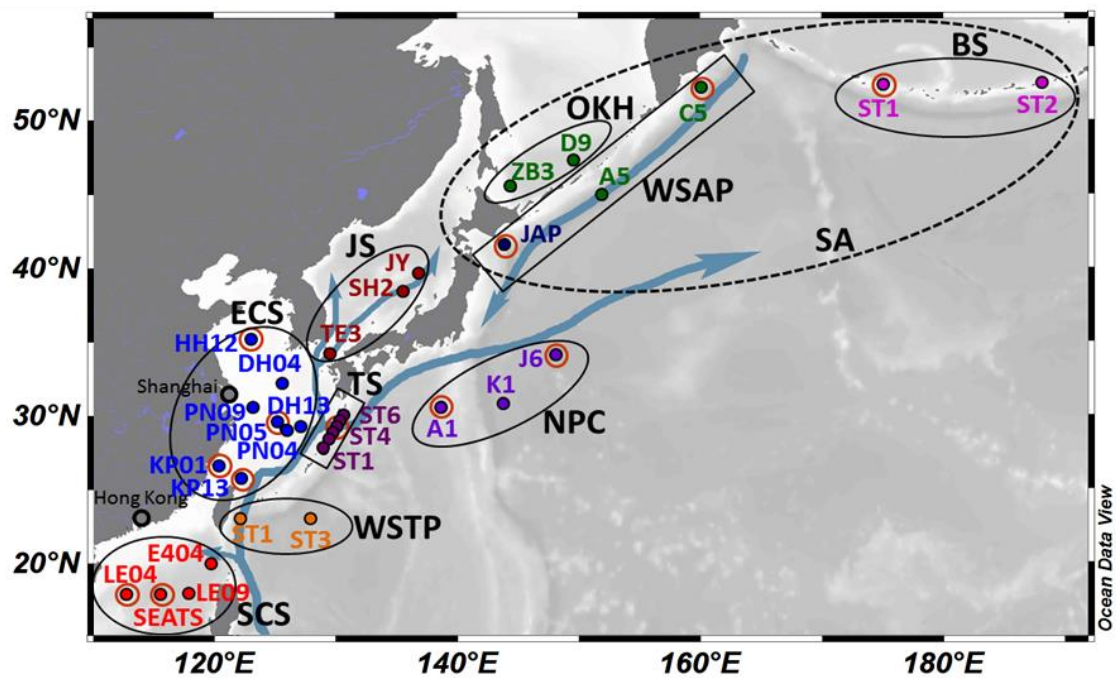 BS
50°N
ST1
ST2
OKH
C5
D9
ZB3
A5
WSAP
JAP
SA
40°N
JS
JY
SH2
ECS
TE3
HH12
DH04
J6
Shanghai
DH13
TS
K1
30°N
PN09
ST6
A1
NPC
PN05
ST4
PN04
ST1
KP01
KP13
Hong Kong
ST1
ST3
WSTP
E404
20°N
LE04
LE09
SEATS
SCS
120°E
140°E
160°E
180°E
Ocean Data View